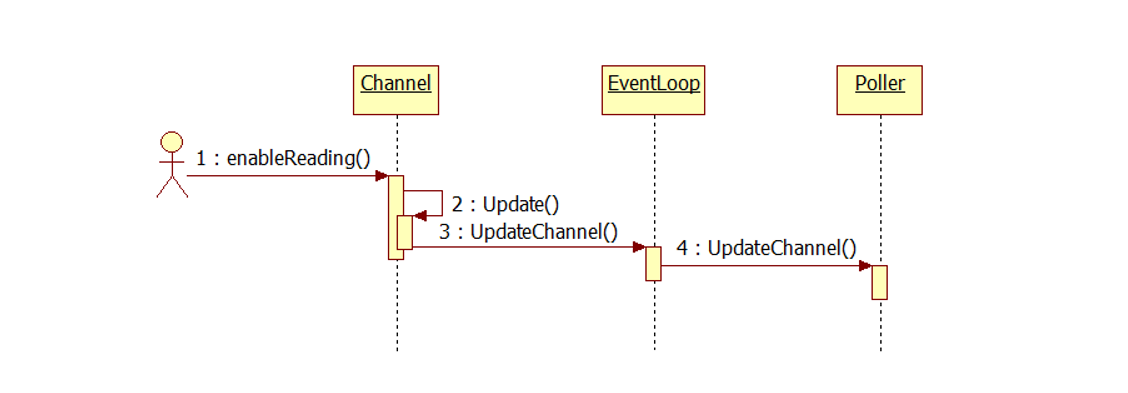 Channel
EventLoop
Poller
1 : enableReading()
2 : Update()
3 : UpdateChannel()
4 : UpdateChannel()